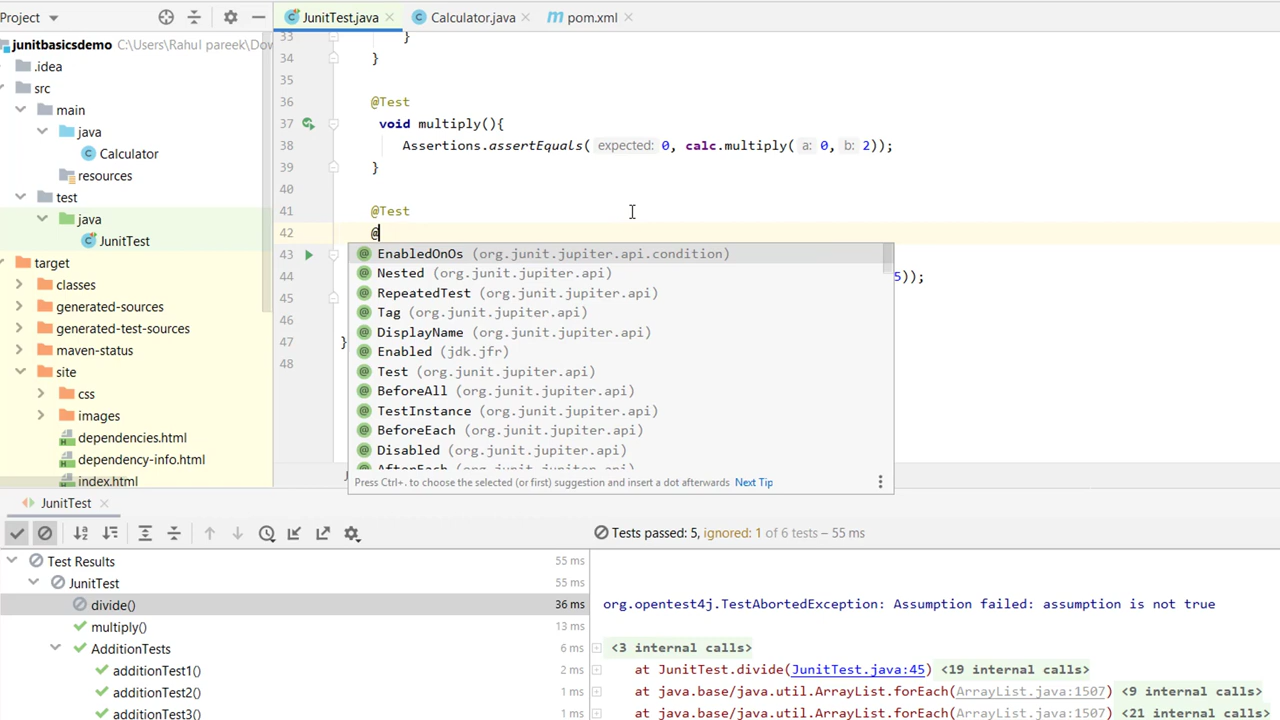 Project
JunitTest.java
Calculator.java
pom.xml
junitbasicsdemo C:\Users\Rahul pareek\Dow
.idea
src
main
java
Calculator
resources
test
java
JunitTest
target
classes
generated-sources
generated-test-sources
maven-status
site
css
images
dependencies.html
dependency-info.html
index.html
33 }
34 }
35
36 @Test
37 void multiply(){
38 Assertions.assertEquals( expected: 0, calc.multiply( a: 0, b: 2));
39 }
40
41 @Test
42 @
43
44 5));
45
46
47 }
48
@ EnabledOnOs (org.junit.jupiter.api.condition)
@ Nested (org.junit.jupiter.api)
@ RepeatedTest (org.junit.jupiter.api)
@ Tag (org.junit.jupiter.api)
@ DisplayName (org.junit.jupiter.api)
@ Enabled (jdk.jfr)
@ Test (org.junit.jupiter.api)
@ BeforeAll (org.junit.jupiter.api)
@ TestInstance (org.junit.jupiter.api)
@ BeforeEach (org.junit.jupiter.api)
@ Disabled (org.junit.jupiter.api)
@ AfterEach (org.junit.jupiter.api)
Press Ctrl+. to choose the selected (or first) suggestion and insert a dot afterwards Next Tip
JunitTest
Tests passed: 5, ignored: 1 of 6 tests – 55 ms
Test Results 55 ms
JunitTest 55 ms
divide() 36 ms
multiply() 13 ms
AdditionTests 6 ms
additionTest1() 2 ms
additionTest2() 1 ms
additionTest3() 1 ms
org.opentest4j.TestAbortedException: Assumption failed: assumption is not true
<3 internal calls>
at JunitTest.divide(JunitTest.java:45) <19 internal calls>
at java.base/java.util.ArrayList.forEach(ArrayList.java:1507) <9 internal calls>
at java.base/java.util.ArrayList.forEach(ArrayList.java:1507) <21 internal calls>